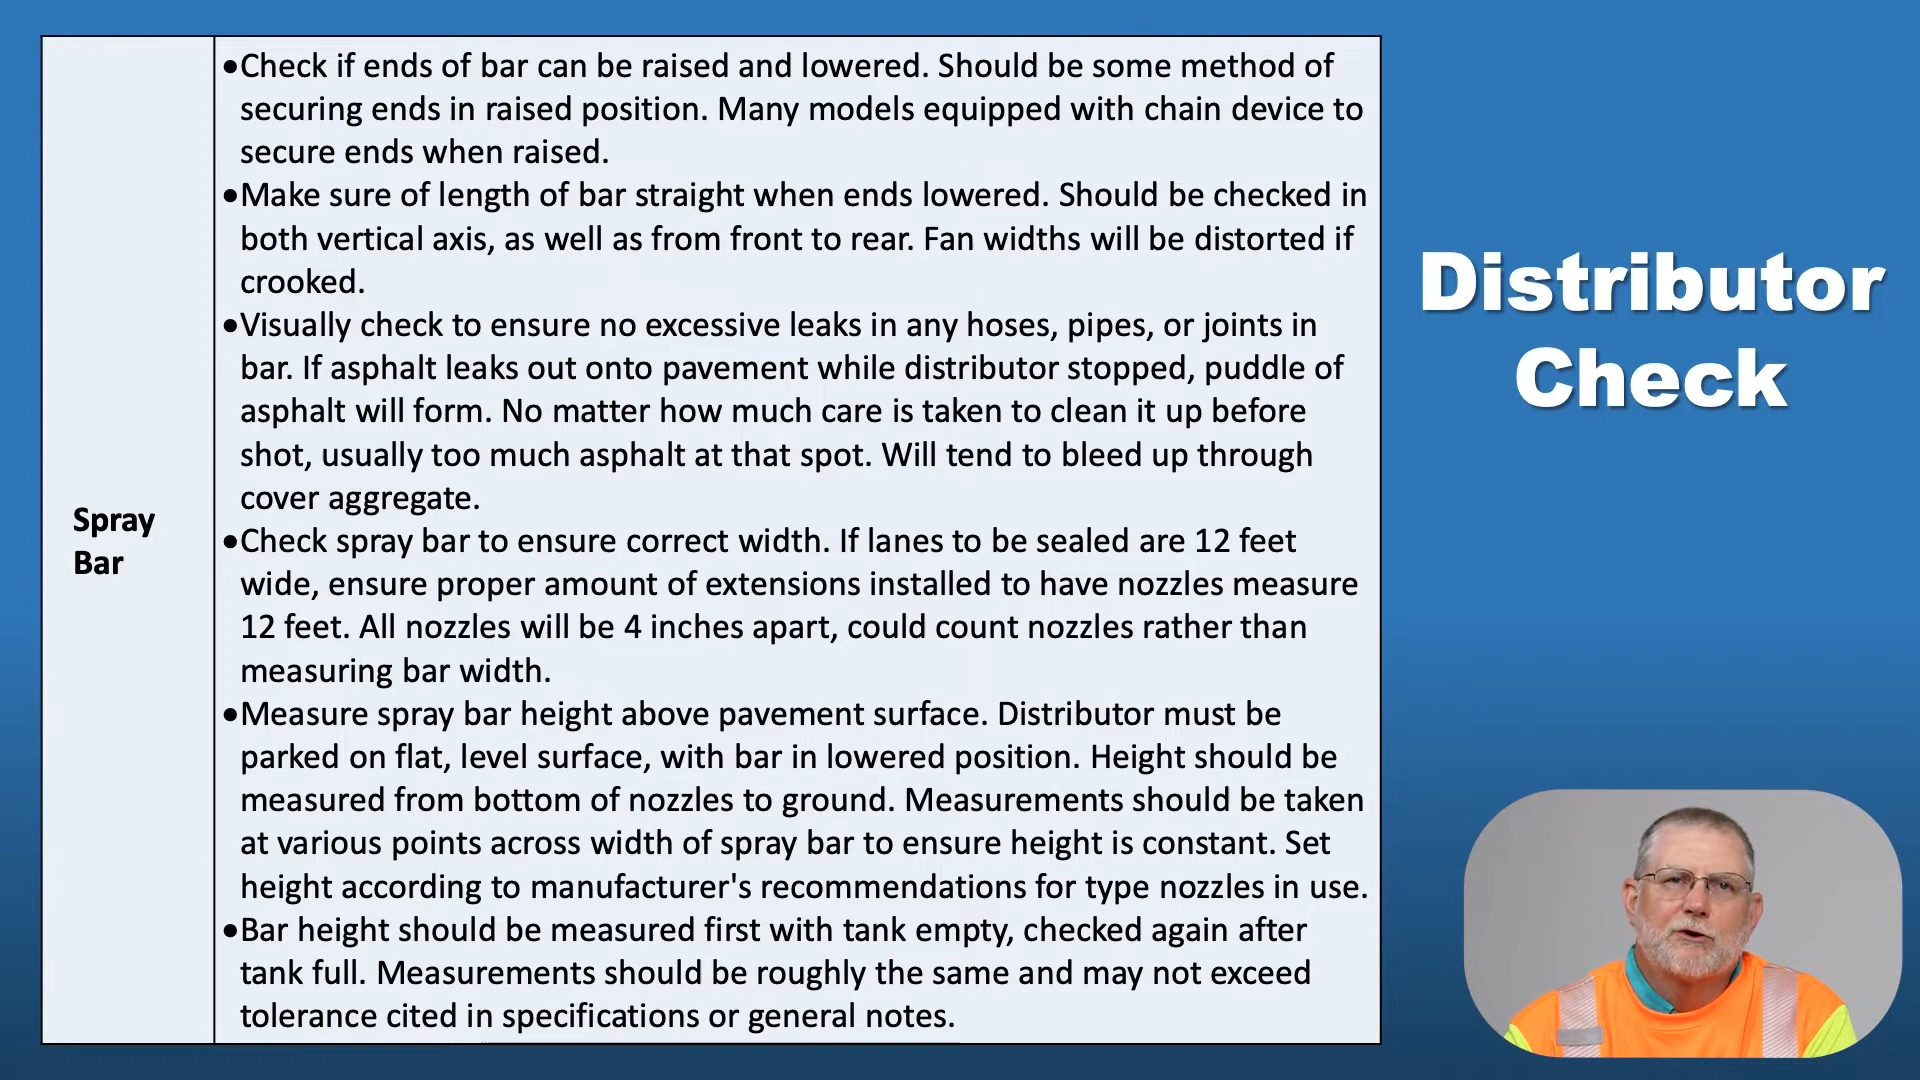 •Check if ends of bar can be raised and lowered. Should be some method of
securing ends in raised position. Many models equipped with chain device to
secure ends when raised.
•Make sure of length of bar straight when ends lowered. Should be checked in
both vertical axis, as well as from front to rear. Fan widths will be distorted if
crooked.
•Visually check to ensure no excessive leaks in any hoses, pipes, or joints in
bar. If asphalt leaks out onto pavement while distributor stopped, puddle of
asphalt will form. No matter how much care is taken to clean it up before
shot, usually too much asphalt at that spot. Will tend to bleed up through
cover aggregate.
Spray
Bar
•Check spray bar to ensure correct width. If lanes to be sealed are 12 feet
wide, ensure proper amount of extensions installed to have nozzles measure
12 feet. All nozzles will be 4 inches apart, could count nozzles rather than
measuring bar width.
•Measure spray bar height above pavement surface. Distributor must be
parked on flat, level surface, with bar in lowered position. Height should be
measured from bottom of nozzles to ground. Measurements should be taken
at various points across width of spray bar to ensure height is constant. Set
height according to manufacturer's recommendations for type nozzles in use.
•Bar height should be measured first with tank empty, checked again after
tank full. Measurements should be roughly the same and may not exceed
tolerance cited in specifications or general notes.
Distributor
Check